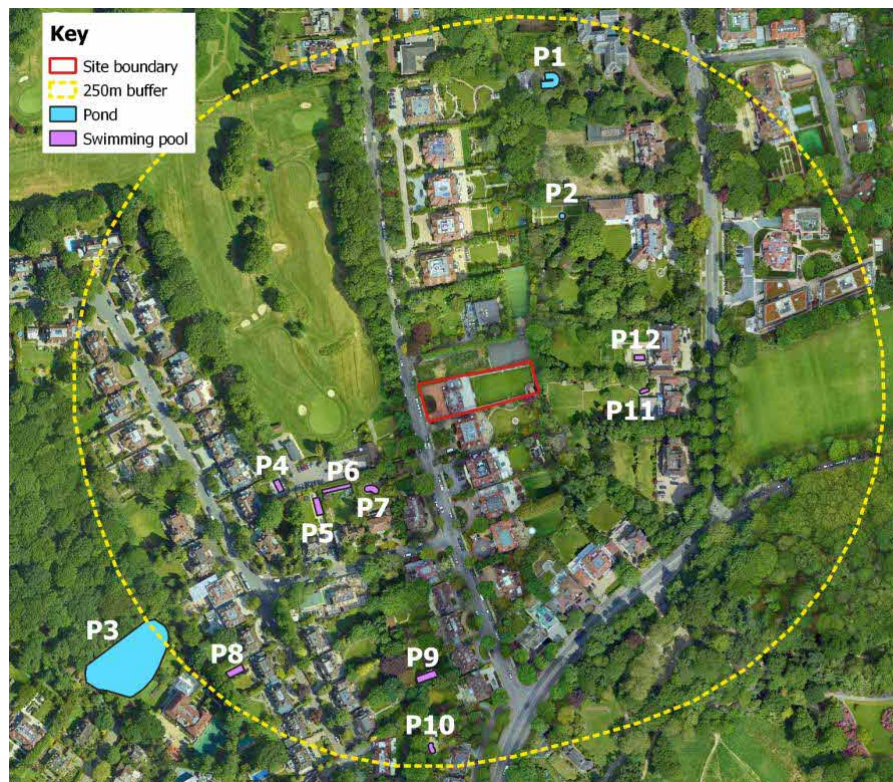 Key
Site boundary
250m buffer
Pond
Swimming pool
P1
P2
P12
P11
P4
P6
P5
P7
P3
P8
P9
P10